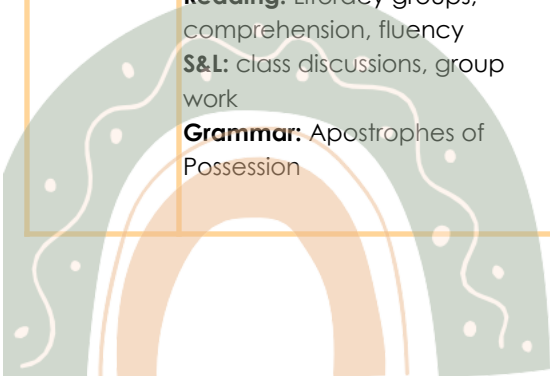 Reading: Literacy groups,
comprehension, fluency
S&L: class discussions, group
work
Grammar: Apostrophes of
Possession